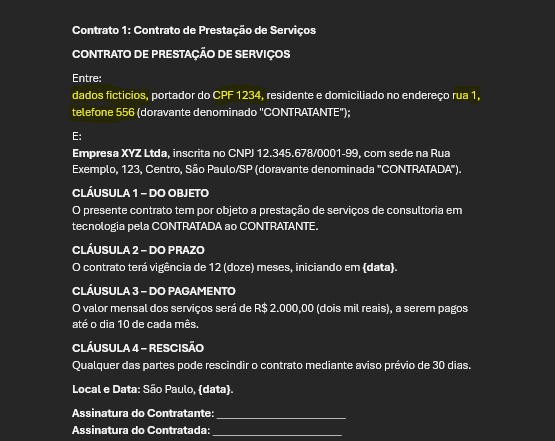 Contrato 1: Contrato de Prestação de Serviços
CONTRATO DE PRESTAÇÃO DE SERVIÇOS
Entre:
dados ficticios, portador do CPF 1234, residente e domiciliado no endereço rua 1,
telefone 556 (doravante denominado "CONTRATANTE");
E:
Empresa XYZ Ltda, inscrita no CNPJ 12.345.678/0001-99, com sede na Rua
Exemplo, 123, Centro, São Paulo/SP (doravante denominada "CONTRATADA").
CLÁUSULA 1 – DO OBJETO
O presente contrato tem por objeto a prestação de serviços de consultoria em
tecnologia pela CONTRATADA ao CONTRATANTE.
CLÁUSULA 2 – DO PRAZO
O contrato terá vigência de 12 (doze) meses, iniciando em {data}.
CLÁUSULA 3 – DO PAGAMENTO
O valor mensal dos serviços será de R$ 2.000,00 (dois mil reais), a serem pagos
até o dia 10 de cada mês.
CLÁUSULA 4 – RESCISÃO
Qualquer das partes pode rescindir o contrato mediante aviso prévio de 30 dias.
Local e Data: São Paulo, {data}.
Assinatura do Contratante: ____________________
Assinatura do Contratada: ____________________